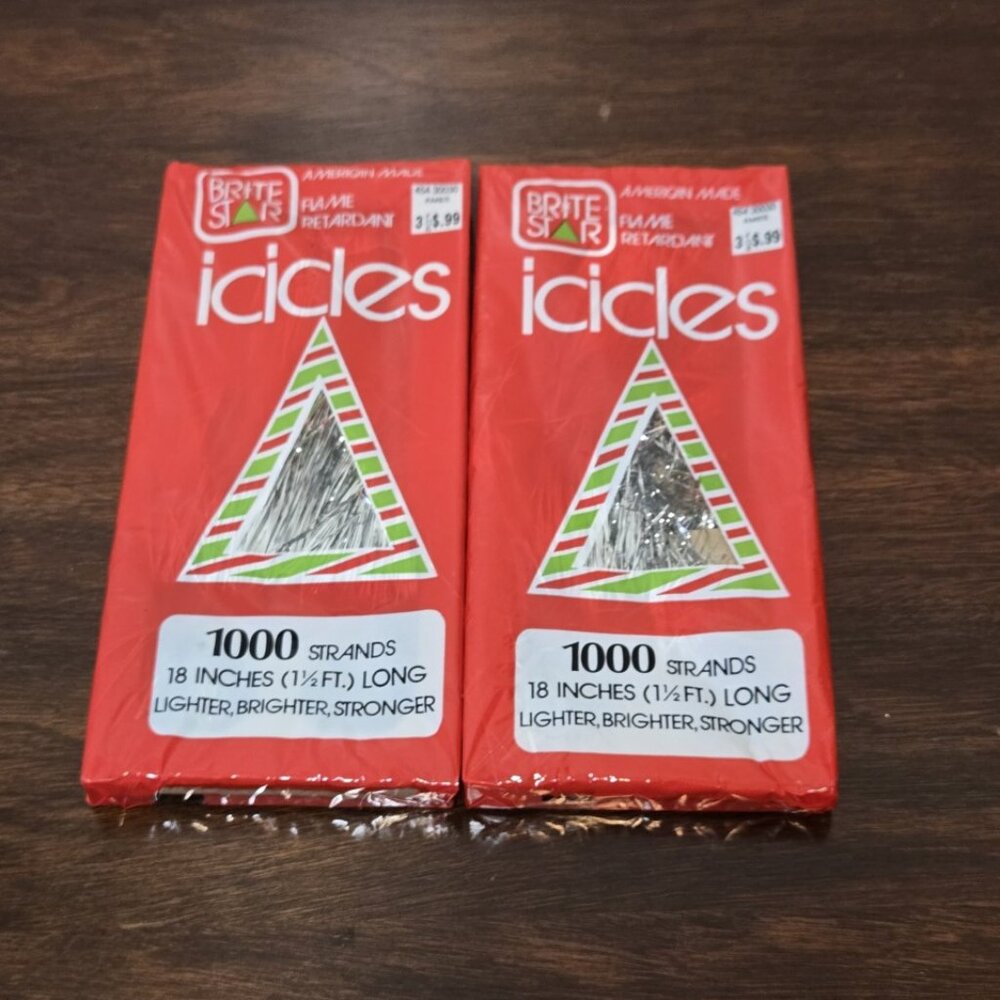 BRITE
STAR
AMERICAN MADE
FLAME
RETARDANT
3/$.99
icicles
1000 STRANDS
18 INCHES (1½ FT.) LONG
LIGHTER, BRIGHTER, STRONGER
BRITE
STAR
AMERICAN MADE
FLAME
RETARDANT
3/$.99
icicles
1000 STRANDS
18 INCHES (1½ FT.) LONG
LIGHTER, BRIGHTER, STRONGER